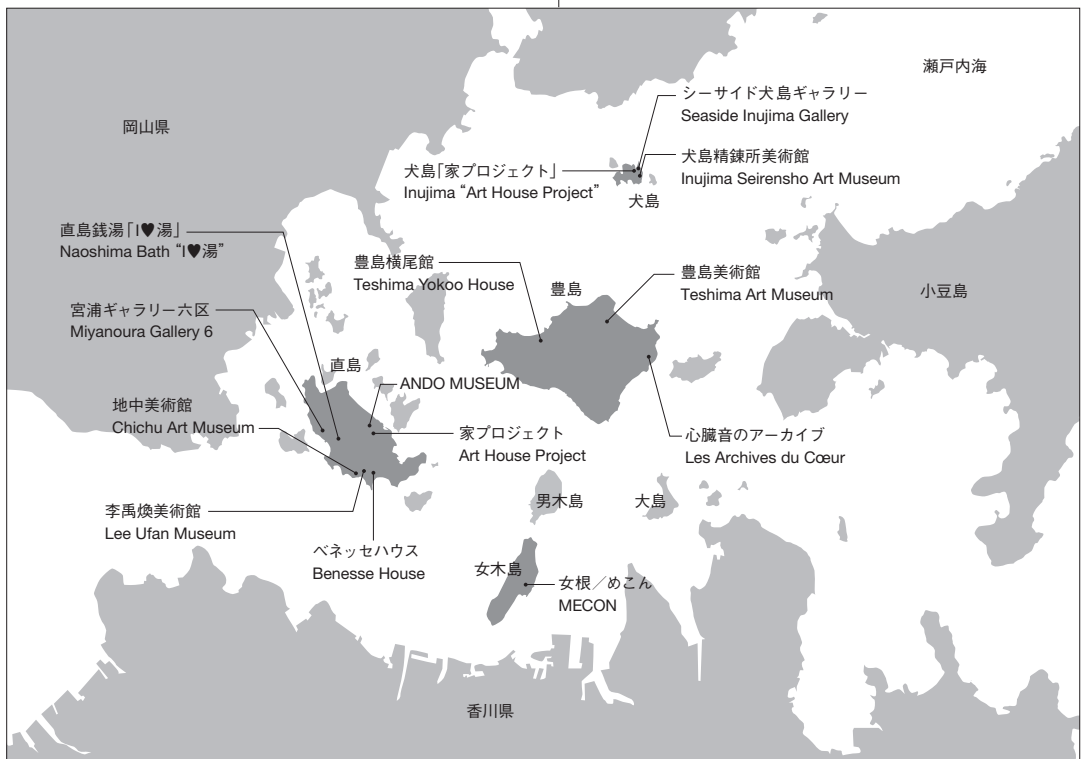 瀬戸内海
岡山県
シーサイド犬島ギャラリー
Seaside Inujima Gallery
犬島「家プロジェクト」
Inujima “Art House Project”
犬島精錬所美術館
Inujima Seirensho Art Museum
犬島
直島銭湯「I♥湯」
Naoshima Bath “I♥湯”
豊島横尾館
Teshima Yokoo House
豊島
豊島美術館
Teshima Art Museum
小豆島
宮浦ギャラリー六区
Miyanoura Gallery 6
直島
ANDO MUSEUM
地中美術館
Chichu Art Museum
家プロジェクト
Art House Project
心臓音のアーカイブ
Les Archives du Cœur
李禹煥美術館
Lee Ufan Museum
男木島
大島
ベネッセハウス
Benesse House
女木島
女根／めこん
MECON
香川県